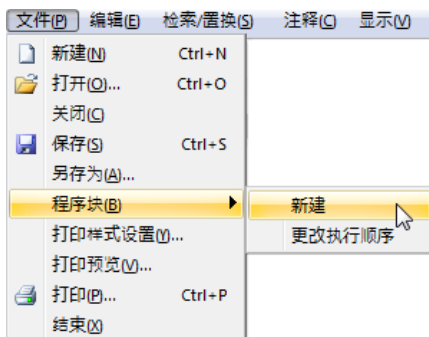 文件(P) 编辑(E) 检索/置换(S) 注释(C) 显示(V)
新建(N) Ctrl+N
打开(O)... Ctrl+O
关闭(C)
保存(S) Ctrl+S
另存为(A)...
程序块(B) 新建
打印样式设置(Y)... 更改执行顺序
打印预览(V)...
打印(P)... Ctrl+P
结束(X)